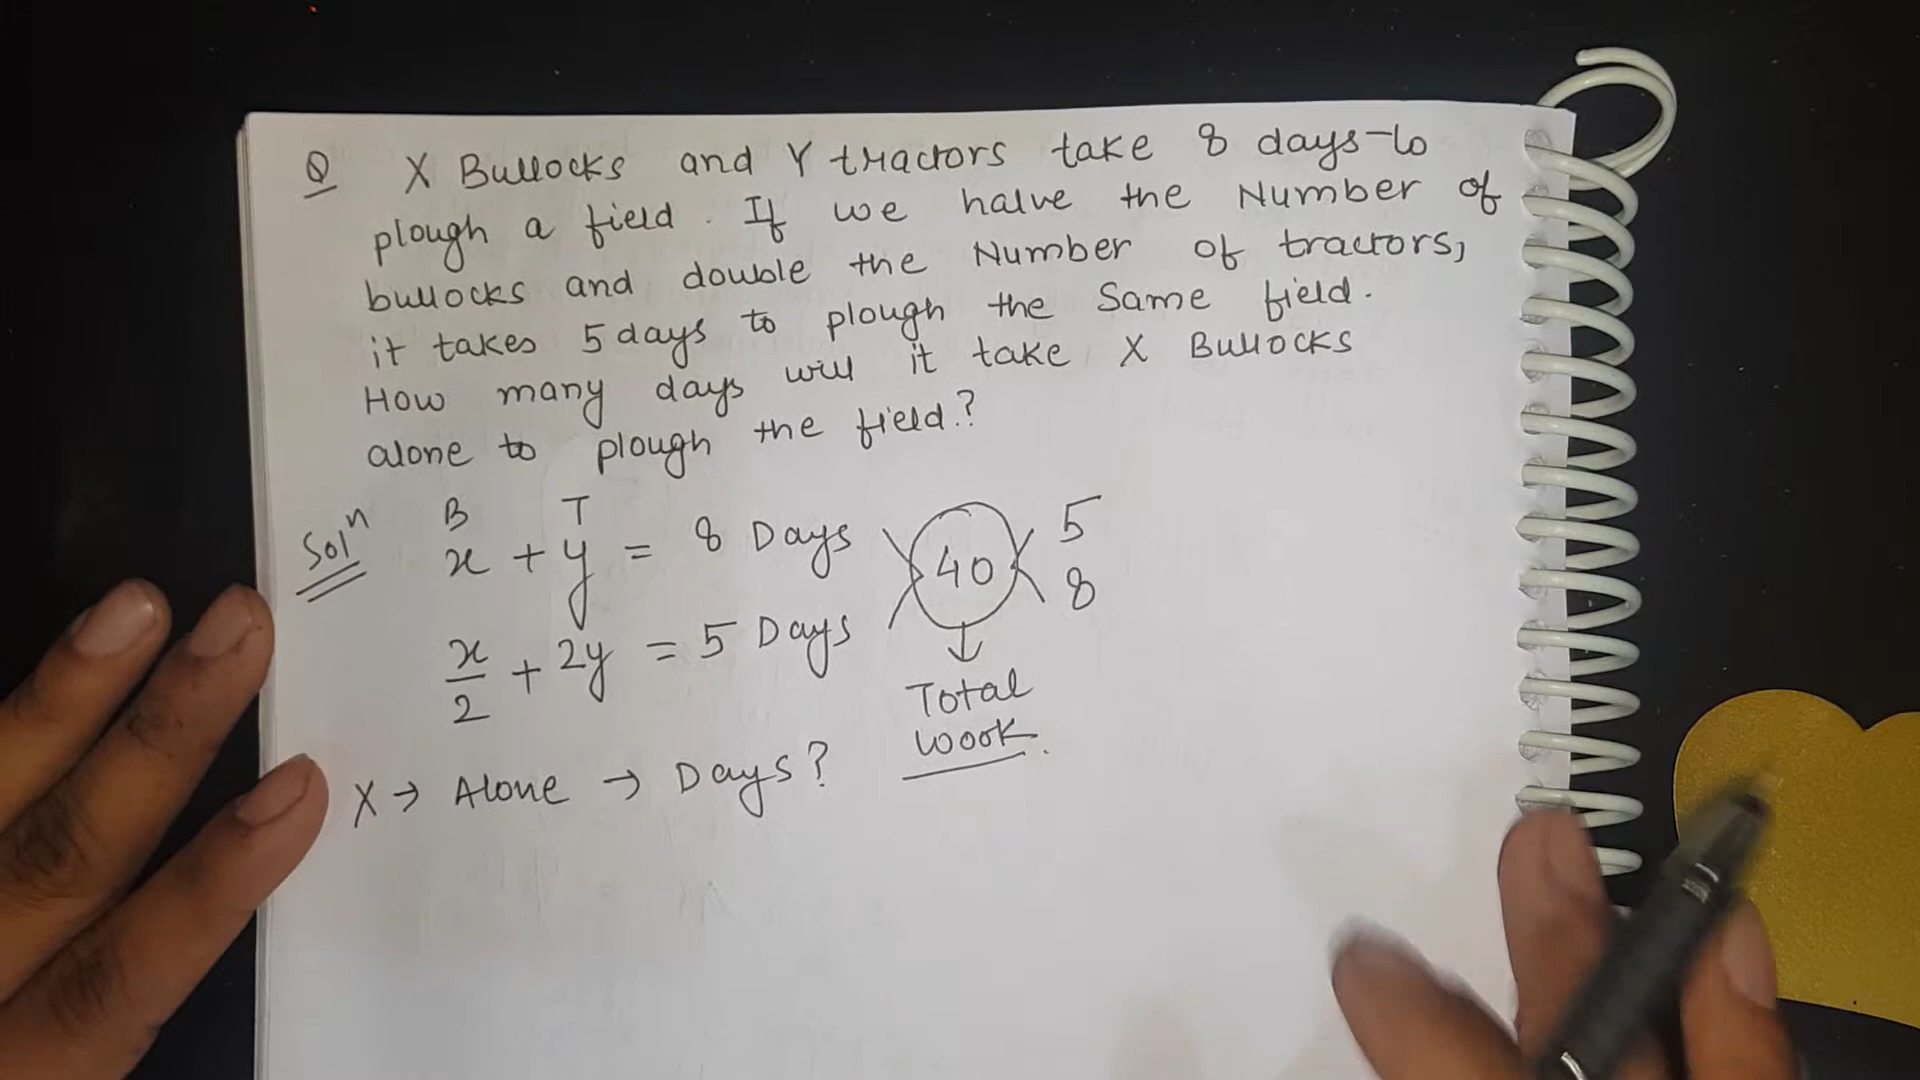 Q X Bullocks and Y tractors take 8 days to
plough a field. If we halve the Number of
bullocks and double the Number of tractors,
it takes 5 days to plough the Same field.
How many days will it take X Bullocks
alone to plough the field.?
Solⁿ
B T
x + y = 8 Days
x/2 + 2y = 5 Days
40
5
8
Total
Work.
X → Alone → Days?